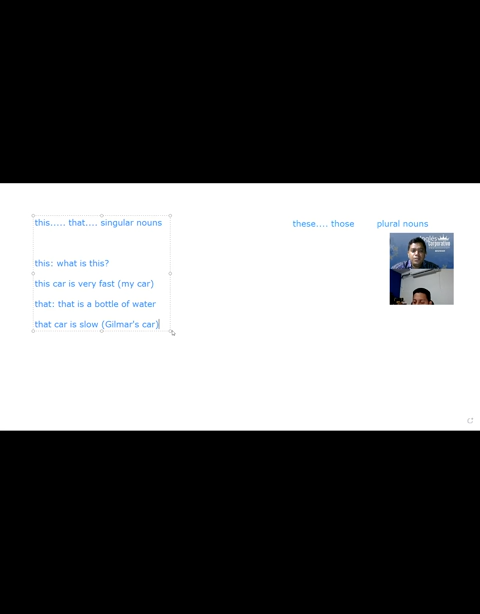 this..... that.... singular nouns
these.... those plural nouns
this: what is this?
this car is very fast (my car)
that: that is a bottle of water
that car is slow (Gilmar's car)